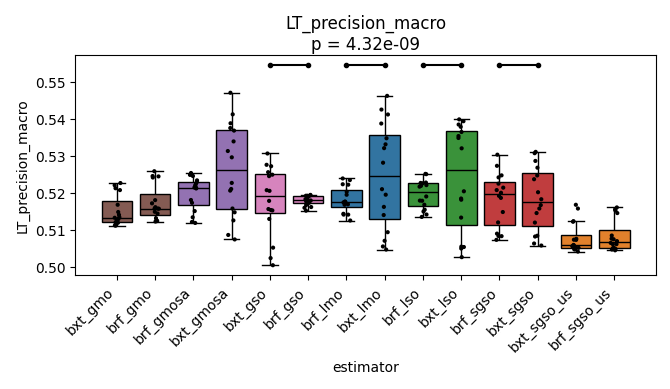 LT_precision_macro
p = 4.32e-09
LT_precision_macro
0.55
0.54
0.53
0.52
0.51
0.50
bxt_gmo
brf_gmo
brf_gmosa
bxt_gmosa
bxt_gso
brf_gso
brf_lmo
bxt_lmo
brf_lso
bxt_lso
brf_sgso
bxt_sgso
bxt_sgso_us
brf_sgso_us
estimator